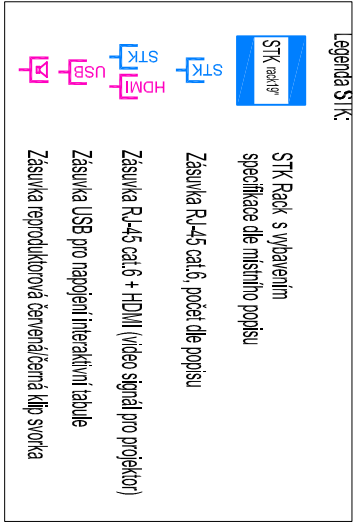 Legenda STK:
STK rack19"
STK Rack s vybavením
specifikace dle místního popisu
STK
Zásuvka RJ-45 cat.6, počet dle popisu
STK
HDMI
Zásuvka RJ-45 cat.6 + HDMI (video signál pro projektor)
USB
Zásuvka USB pro napojení interaktivní tabule
Zásuvka reproduktorová červená/černá klip svorka